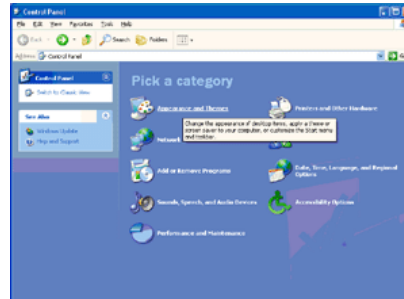 Control Panel
File Edit View Favorites Tools Help
Back Search Folders
Address Control Panel
Control Panel
Switch to Classic View
See Also
Windows Update
Help and Support
Pick a category
Appearance and Themes
Printers and Other Hardware
Change the appearance of desktop items, apply a theme or
screen saver to your computer, or customize the Start menu
and taskbar.
Network
Add or Remove Programs
Date, Time, Language, and Regional
Options
Sounds, Speech, and Audio Devices
Accessibility Options
Performance and Maintenance